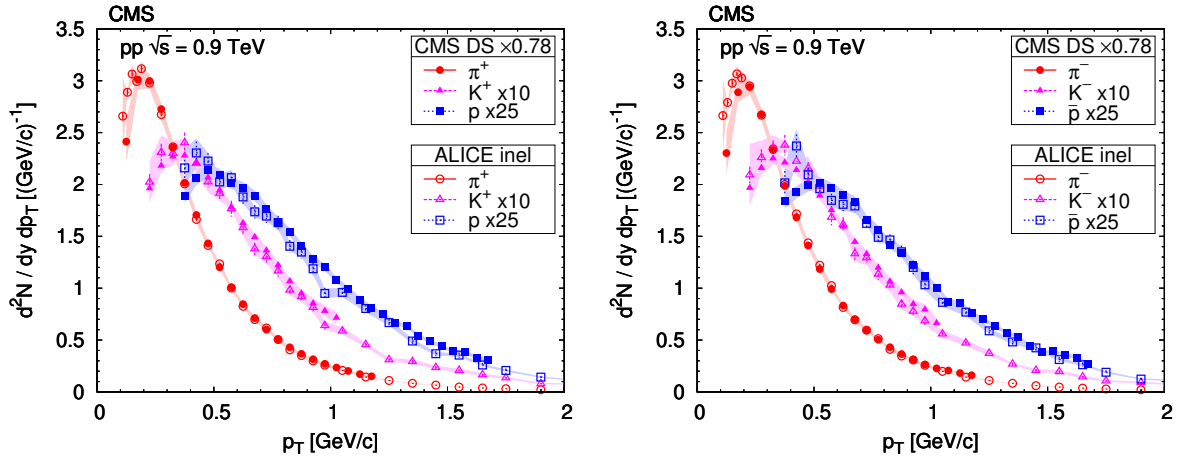 CMS
pp √s = 0.9 TeV
CMS DS ×0.78
π⁺
K⁺ x10
p x25
ALICE inel
π⁺
K⁺ x10
p x25
d²N / dy dp_T [(GeV/c)⁻¹]
3.5
3
2.5
2
1.5
1
0.5
0
0 0.5 1 1.5 2
p_T [GeV/c]
CMS
pp √s = 0.9 TeV
CMS DS ×0.78
π⁻
K⁻ x10
p̄ x25
ALICE inel
π⁻
K⁻ x10
p̄ x25
d²N / dy dp_T [(GeV/c)⁻¹]
3.5
3
2.5
2
1.5
1
0.5
0
0 0.5 1 1.5 2
p_T [GeV/c]